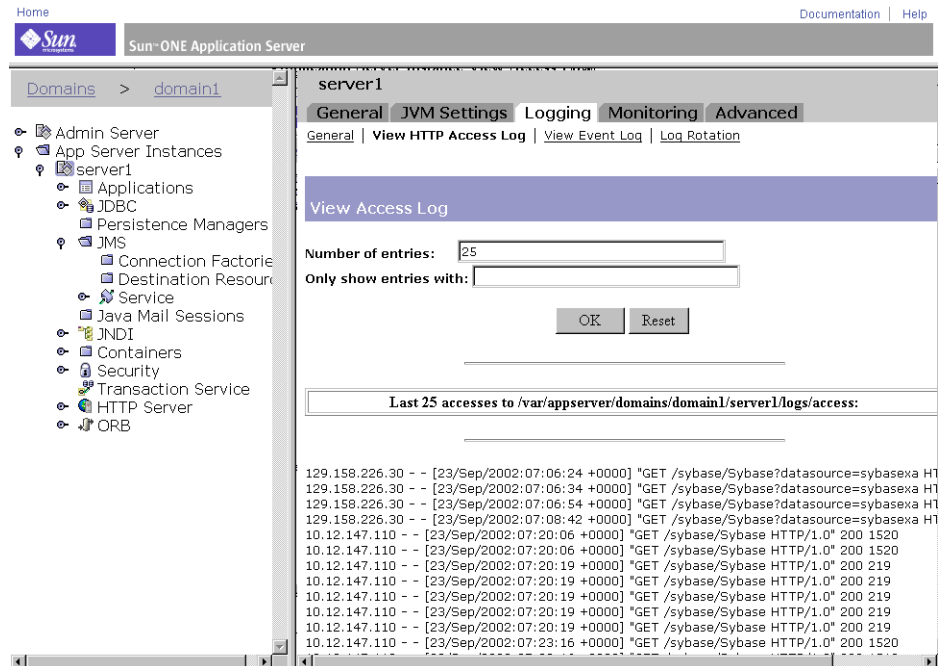 Home
Documentation | Help
Sun
microsystems
Sun™ ONE Application Server
Domains > domain1
Admin Server
App Server Instances
server1
Applications
JDBC
Persistence Managers
JMS
Connection Factorie
Destination Resourc
Service
Java Mail Sessions
JNDI
Containers
Security
Transaction Service
HTTP Server
ORB
server1
General JVM Settings Logging Monitoring Advanced
General | View HTTP Access Log | View Event Log | Log Rotation
View Access Log
Number of entries: 25
Only show entries with:
OK Reset
Last 25 accesses to /var/appserver/domains/domain1/server1/logs/access:
129.158.226.30 - - [23/Sep/2002:07:06:24 +0000] "GET /sybase/Sybase?datasource=sybasexa HT
129.158.226.30 - - [23/Sep/2002:07:06:34 +0000] "GET /sybase/Sybase?datasource=sybasexa HT
129.158.226.30 - - [23/Sep/2002:07:06:54 +0000] "GET /sybase/Sybase?datasource=sybasexa HT
129.158.226.30 - - [23/Sep/2002:07:08:42 +0000] "GET /sybase/Sybase?datasource=sybasexa HT
10.12.147.110 - - [23/Sep/2002:07:20:06 +0000] "GET /sybase/Sybase HTTP/1.0" 200 1520
10.12.147.110 - - [23/Sep/2002:07:20:06 +0000] "GET /sybase/Sybase HTTP/1.0" 200 1520
10.12.147.110 - - [23/Sep/2002:07:20:19 +0000] "GET /sybase/Sybase HTTP/1.0" 200 219
10.12.147.110 - - [23/Sep/2002:07:20:19 +0000] "GET /sybase/Sybase HTTP/1.0" 200 219
10.12.147.110 - - [23/Sep/2002:07:20:19 +0000] "GET /sybase/Sybase HTTP/1.0" 200 219
10.12.147.110 - - [23/Sep/2002:07:20:19 +0000] "GET /sybase/Sybase HTTP/1.0" 200 219
10.12.147.110 - - [23/Sep/2002:07:20:19 +0000] "GET /sybase/Sybase HTTP/1.0" 200 219
10.12.147.110 - - [23/Sep/2002:07:23:16 +0000] "GET /sybase/Sybase HTTP/1.0" 200 1520